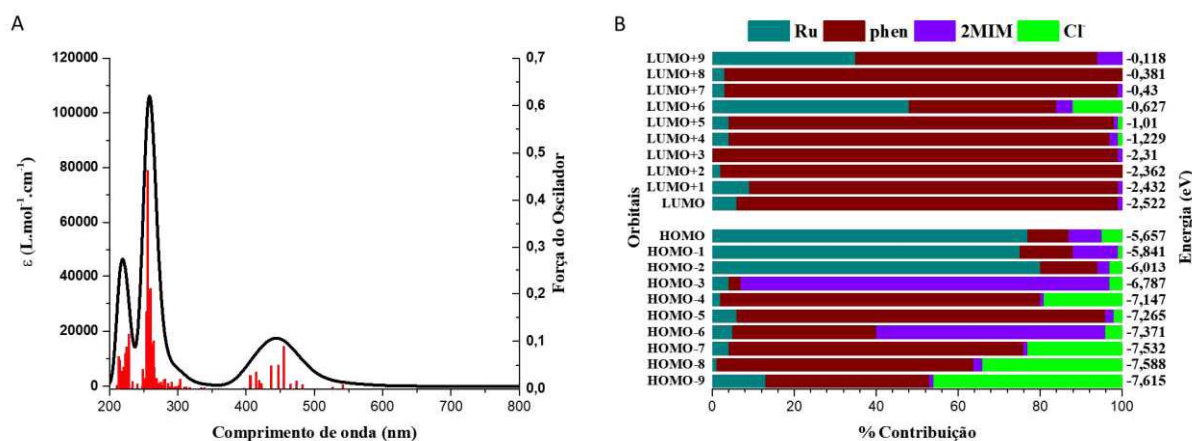 A
120000
100000
80000
60000
40000
20000
0
ε (L.mol⁻¹.cm⁻¹)
0,7
0,6
0,5
0,4
0,3
0,2
0,1
0,0
Força do Oscilador
200 300 400 500 600 700 800
Comprimento de onda (nm)
B
Ru phen 2MIM Cl⁻
LUMO+9 -0,118
LUMO+8 -0,381
LUMO+7 -0,43
LUMO+6 -0,627
LUMO+5 -1,01
LUMO+4 -1,229
LUMO+3 -2,31
LUMO+2 -2,362
LUMO+1 -2,432
LUMO -2,522
HOMO -5,657
HOMO-1 -5,841
HOMO-2 -6,013
HOMO-3 -6,787
HOMO-4 -7,147
HOMO-5 -7,265
HOMO-6 -7,371
HOMO-7 -7,532
HOMO-8 -7,588
HOMO-9 -7,615
Orbitais
Energia (eV)
0 20 40 60 80 100
% Contribuição